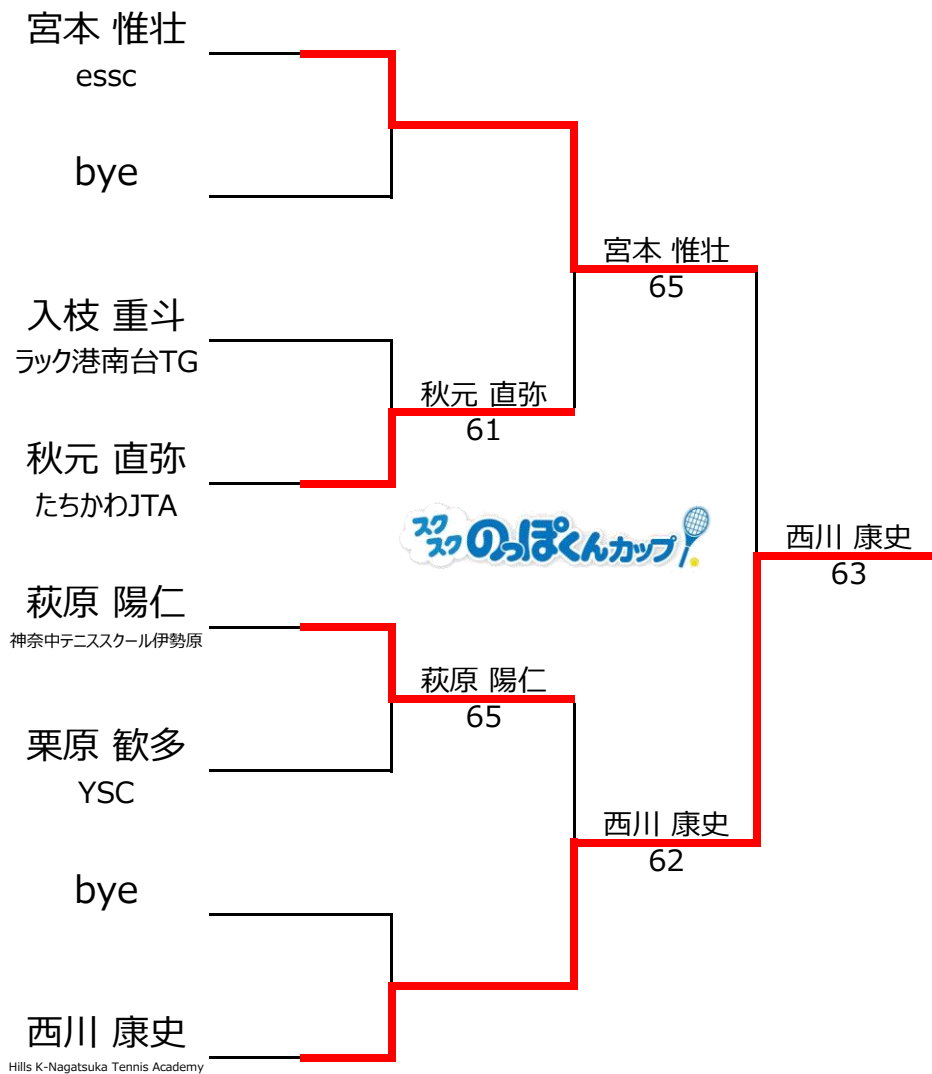 宮本 惟壮
essc
bye
入枝 重斗
ラック港南台TG
秋元 直弥
たちかわJTA
萩原 陽仁
神奈中テニススクール伊勢原
栗原 歓多
YSC
bye
西川 康史
Hills K-Nagatsuka Tennis Academy
秋元 直弥
61
萩原 陽仁
65
宮本 惟壮
65
西川 康史
62
西川 康史
63
スクスクのっぽくんカップ